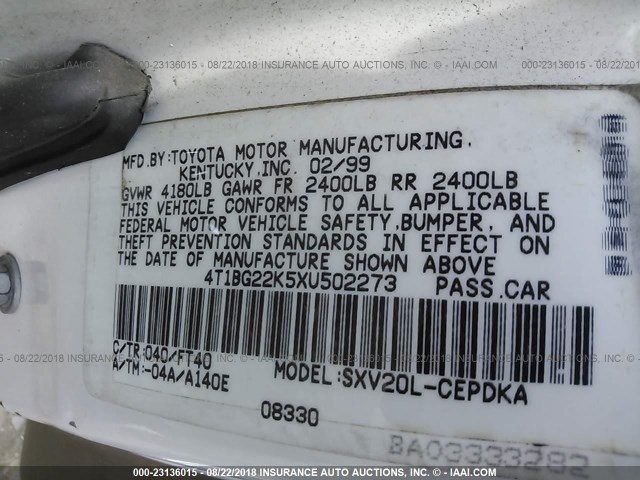 000-23136015 - 08/22/2018 INSURANCE AUTO AUCTIONS, INC. - IAAI.COM
MFD.BY:TOYOTA MOTOR MANUFACTURING,
KENTUCKY,INC. 02/99
GVWR 4180LB GAWR FR 2400LB RR 2400LB
THIS VEHICLE CONFORMS TO ALL APPLICABLE
FEDERAL MOTOR VEHICLE SAFETY,BUMPER, AND
THEFT PREVENTION STANDARDS IN EFFECT ON
THE DATE OF MANUFACTURE SHOWN ABOVE
4T1BG22K5XU502273 PASS.CAR
C/TR:040/FT40
A/TM:-04A/A140E
MODEL:SXV20L-CEPDKA
08330
BA03333282
000-23136015 - 08/22/2018 INSURANCE AUTO AUCTIONS, INC. - IAAI.COM